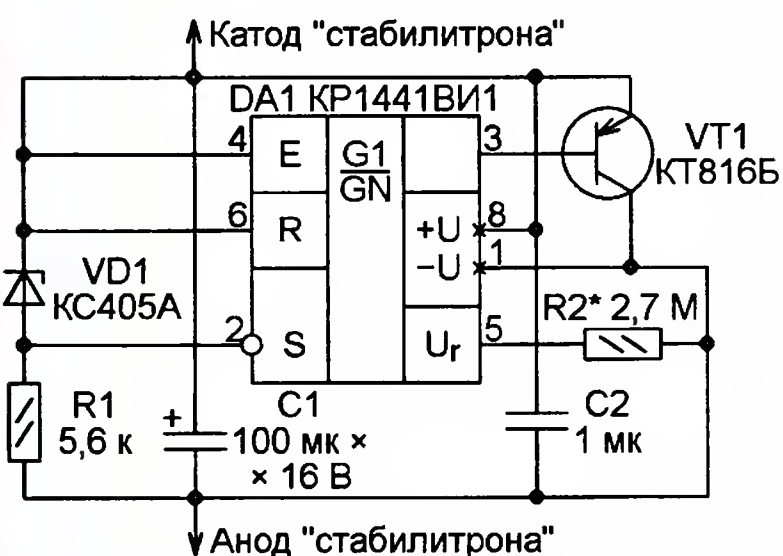 Катод "стабилитрона"
DA1 КР1441ВИ1
4
E
G1
GN
3
VT1
КТ816Б
6
R
+U
8
−U
1
VD1
КС405А
R2* 2,7 М
2
S
Ur
5
R1
5,6 к
+
C1
100 мк ×
× 16 В
C2
1 мк
Анод "стабилитрона"